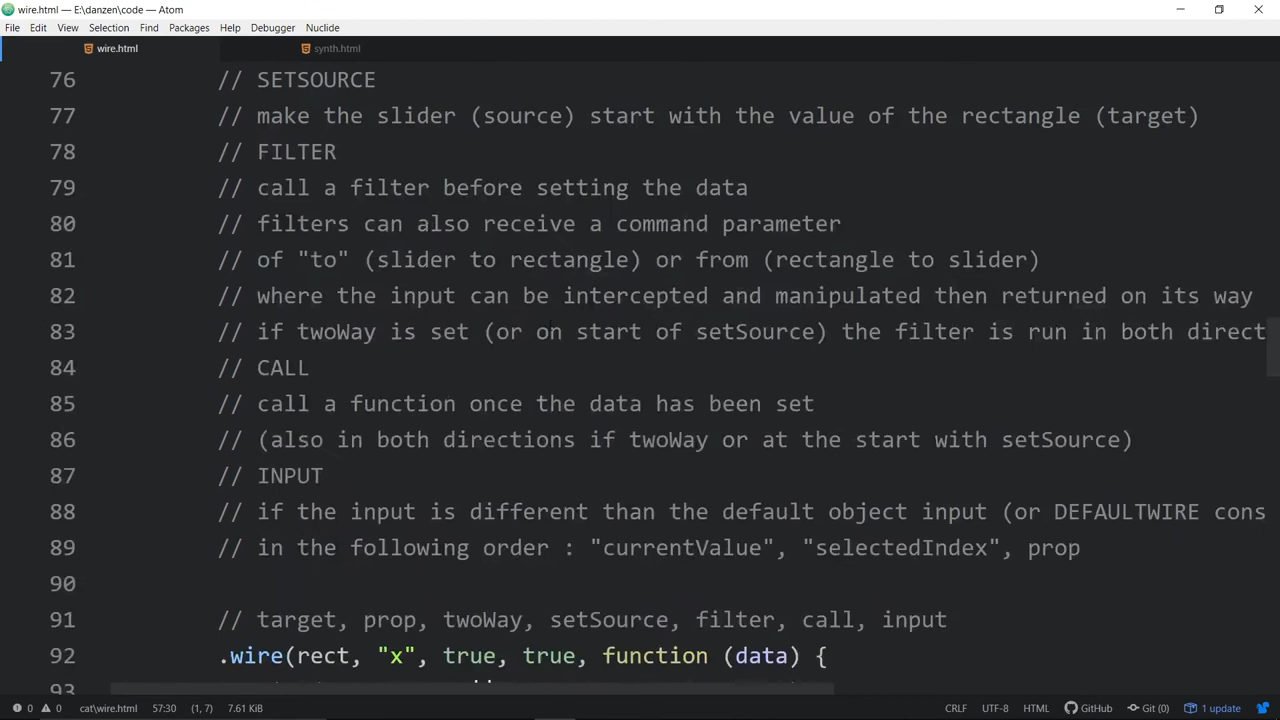 wire.html — E:\danzen\code — Atom
File Edit View Selection Find Packages Help Debugger Nuclide
wire.html synth.html
76 // SETSOURCE
77 // make the slider (source) start with the value of the rectangle (target)
78 // FILTER
79 // call a filter before setting the data
80 // filters can also receive a command parameter
81 // of "to" (slider to rectangle) or from (rectangle to slider)
82 // where the input can be intercepted and manipulated then returned on its way
83 // if twoWay is set (or on start of setSource) the filter is run in both direct
84 // CALL
85 // call a function once the data has been set
86 // (also in both directions if twoWay or at the start with setSource)
87 // INPUT
88 // if the input is different than the default object input (or DEFAULTWIRE cons
89 // in the following order : "currentValue", "selectedIndex", prop
90
91 // target, prop, twoWay, setSource, filter, call, input
92 .wire(rect, "x", true, true, function (data) {
93
0 0 cat\wire.html 57:30 (1, 7) 7.61 KiB CRLF UTF-8 HTML GitHub Git (0) 1 update